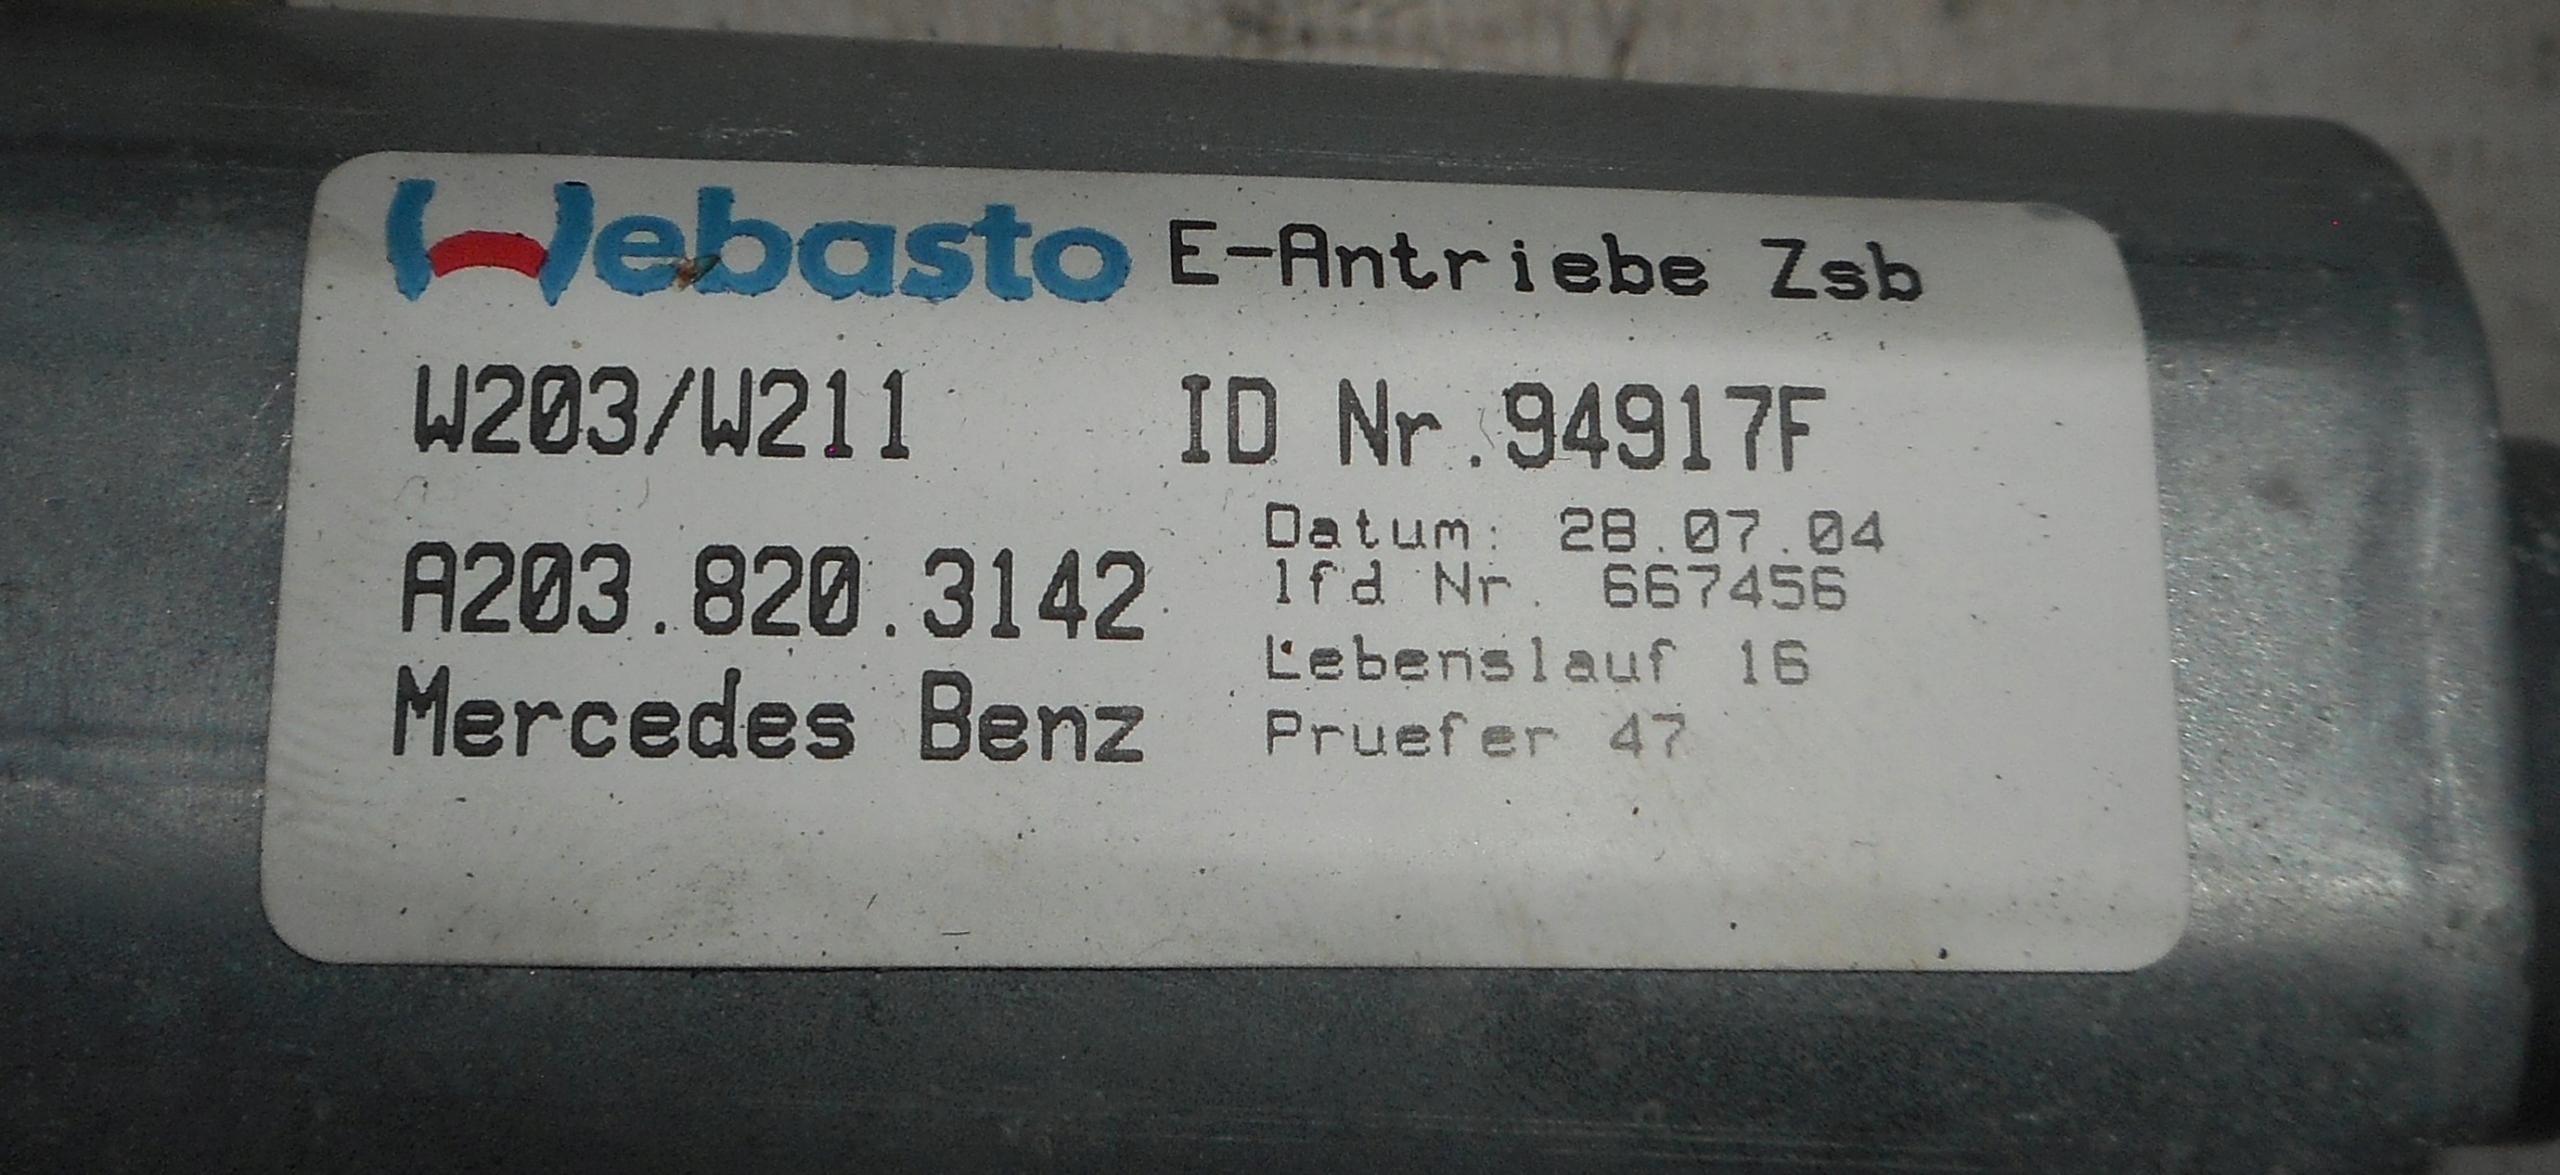 Webasto E-Antriebe Zsb
W203/W211 ID Nr.94917F
Datum: 28.07.04
lfd Nr. 667456
A203.820.3142
Lebenslauf 16
Mercedes Benz
Pruefer 47